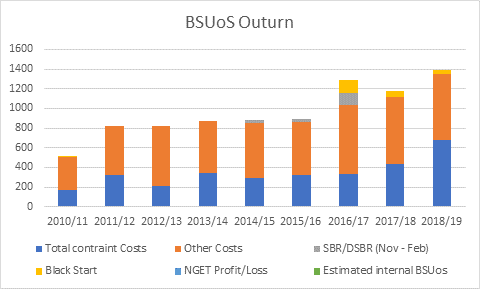 BSUoS Outurn
1600
1400
1200
1000
800
600
400
200
0
2010/11 2011/12 2012/13 2013/14 2014/15 2015/16 2016/17 2017/18 2018/19
Total contraint Costs Other Costs SBR/DSBR (Nov - Feb)
Black Start NGET Profit/Loss Estimated internal BSUos